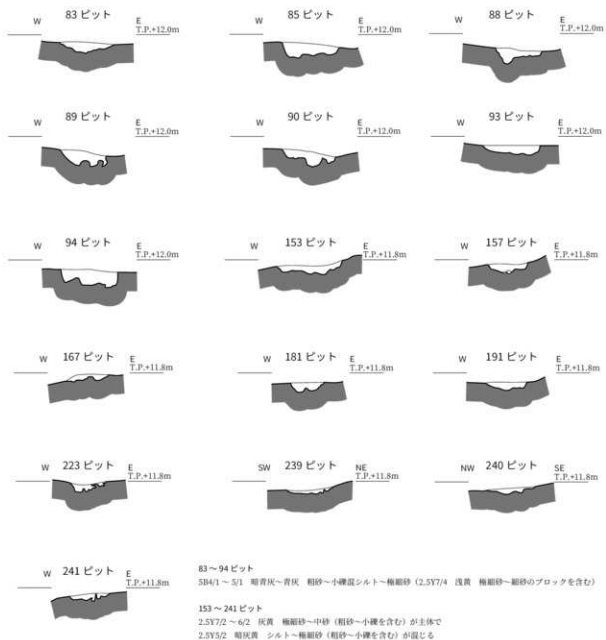 83 ピット
W E
T.P.+12.0m
85 ピット
W E
T.P.+12.0m
88 ピット
W E
T.P.+12.0m
89 ピット
W E
T.P.+12.0m
90 ピット
W E
T.P.+12.0m
93 ピット
W E
T.P.+12.0m
94 ピット
W E
T.P.+12.0m
153 ピット
W E
T.P.+11.8m
157 ピット
W E
T.P.+11.8m
167 ピット
W E
T.P.+11.8m
181 ピット
W E
T.P.+11.8m
191 ピット
W E
T.P.+11.8m
223 ピット
W E
T.P.+11.8m
239 ピット
SW NE
T.P.+11.8m
240 ピット
NW SE
T.P.+11.8m
241 ピット
W E
T.P.+11.8m
83 ～ 94 ピット
5B4/1 ～ 5/1 暗青灰～青灰 粗砂～小礫混シルト～極細砂（2.5Y7/4 浅黄 極細砂～細砂のブロックを含む）
153 ～ 241 ピット
2.5Y7/2 ～ 6/2 灰黄 極細砂～中砂（粗砂～小礫を含む）が主体で
2.5Y5/2 暗灰黄 シルト～極細砂（粗砂～小礫を含む）が混じる